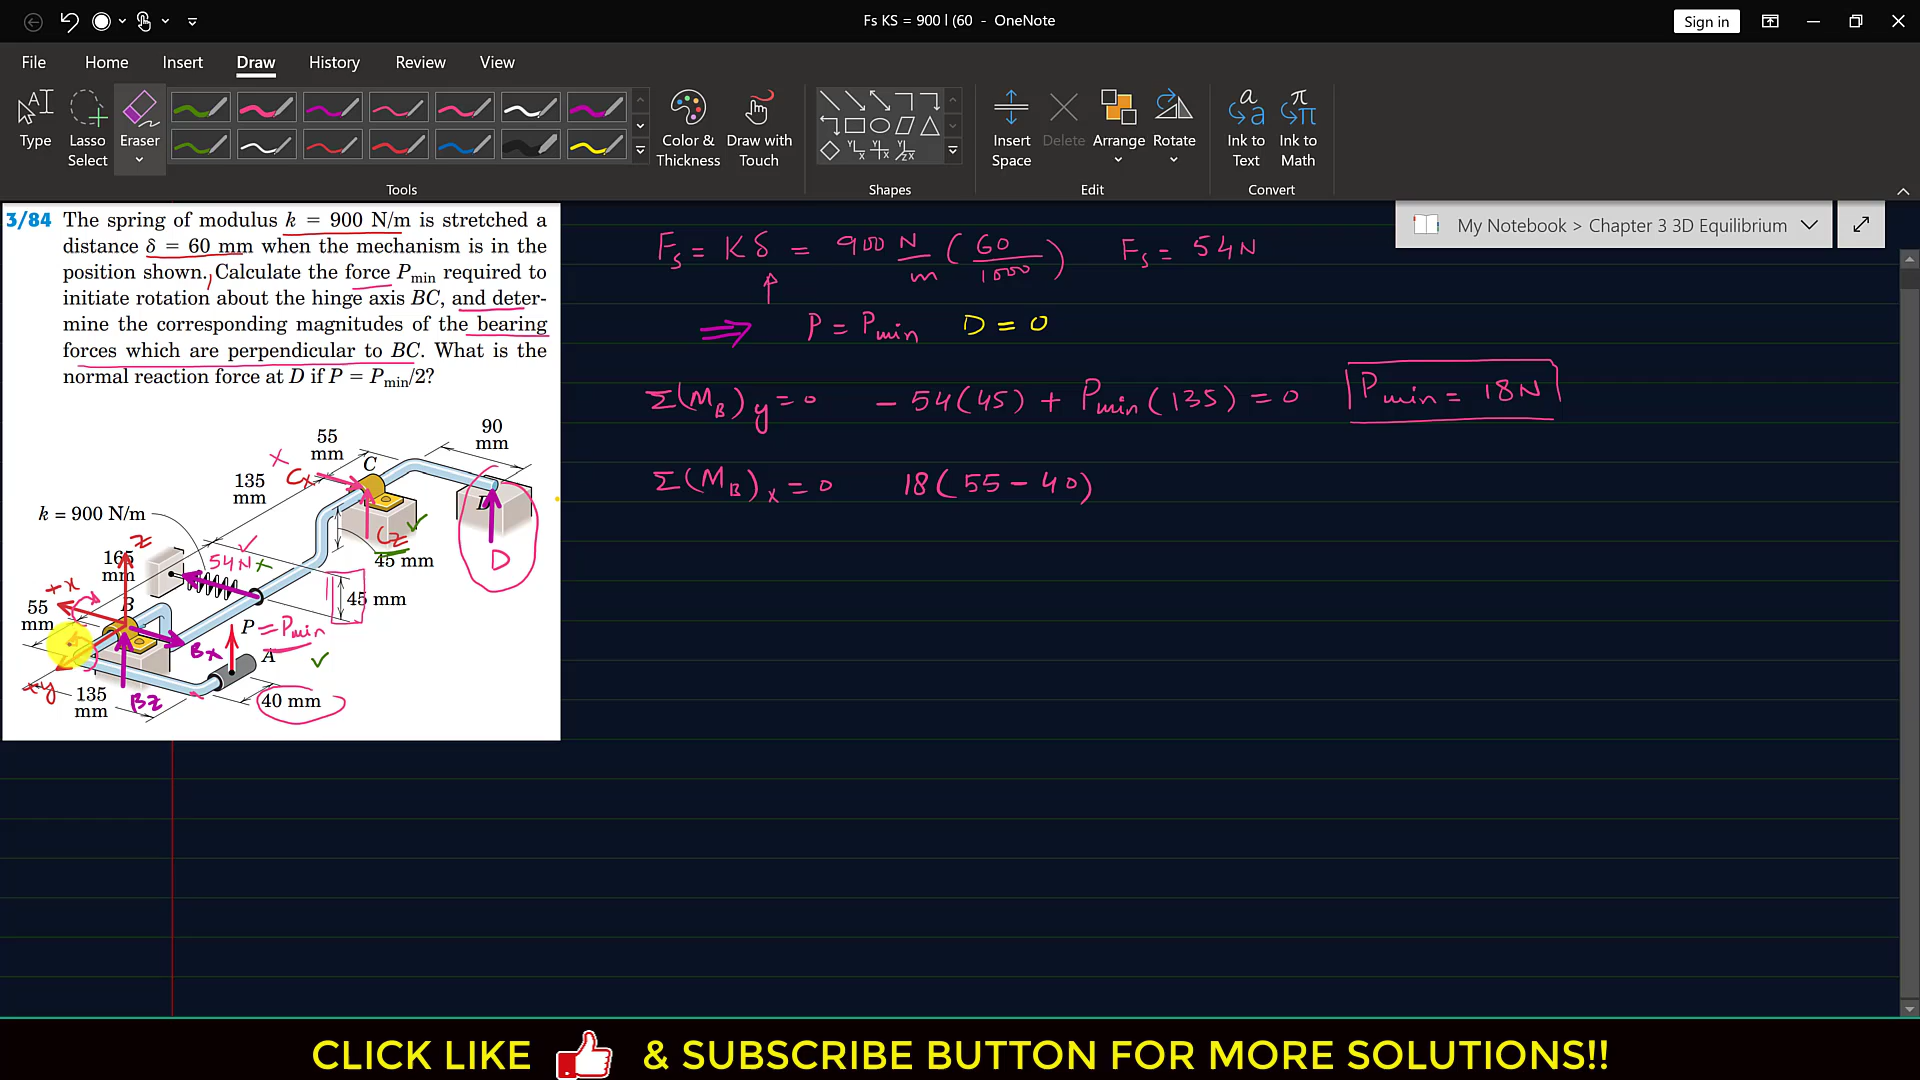 Fs KS = 900 l (60 - OneNote
Sign in
File Home Insert Draw History Review View
Type
Lasso Select
Eraser
Color & Thickness
Draw with Touch
Insert Space
Delete
Arrange
Rotate
Ink to Text
Ink to Math
Tools
Shapes
Edit
Convert
My Notebook > Chapter 3 3D Equilibrium
3/84 The spring of modulus k = 900 N/m is stretched a
distance δ = 60 mm when the mechanism is in the
position shown. Calculate the force Pmin required to
initiate rotation about the hinge axis BC, and deter-
mine the corresponding magnitudes of the bearing
forces which are perpendicular to BC. What is the
normal reaction force at D if P = Pmin/2?
Fs = Kδ = 900 N/m (60/1000) Fs = 54N
⇒ P = Pmin D = 0
Σ(MB)y = 0 - 54(45) + Pmin(135) = 0 Pmin = 18N
Σ(MB)x = 0 18(55-40)
90 mm
55 mm
C
Cx
135 mm
D
k = 900 N/m
Cz
45 mm
D
z
165 mm
54N
+x
B
45 mm
55 mm
P = Pmin
Bx
A
+y
135 mm
Bz
40 mm
CLICK LIKE & SUBSCRIBE BUTTON FOR MORE SOLUTIONS!!